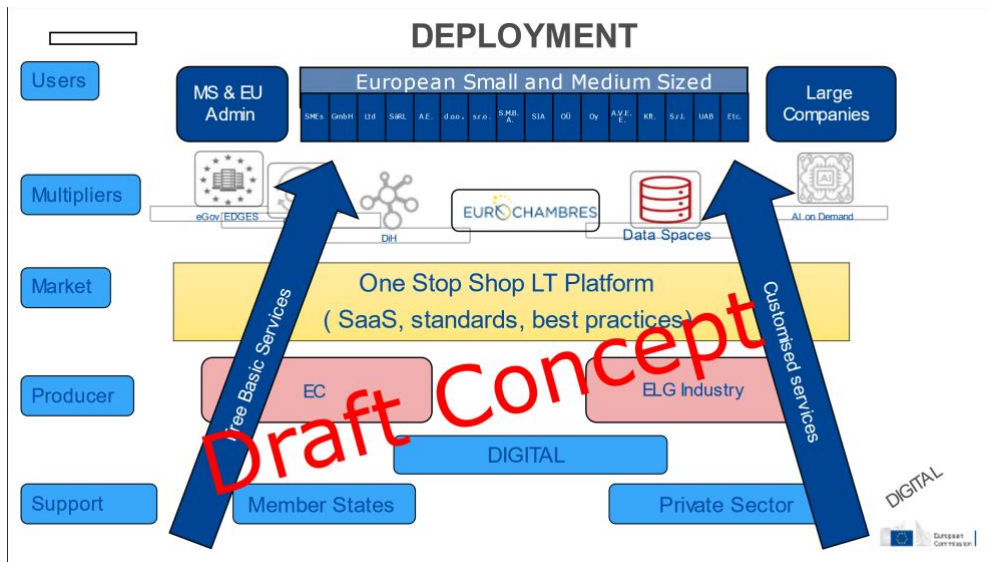 DEPLOYMENT
Users
MS & EU
Admin
European Small and Medium Sized
SMEs GmbH Ltd SàRL A.E. d.o.o. s.r.o. S.M.B.A. SIA OÜ Oy A.V.E.E. Kft. S.r.l. UAB Etc.
Large
Companies
Multipliers
eGov EDGES
DiH
EUROCHAMBRES
Data Spaces
AI
AI on Demand
Market
One Stop Shop LT Platform
( SaaS, standards, best practices)
Free Basic Services
Customised services
Draft Concept
Producer
EC
ELG Industry
DIGITAL
Support
Member States
Private Sector
DIGITAL
European
Commission